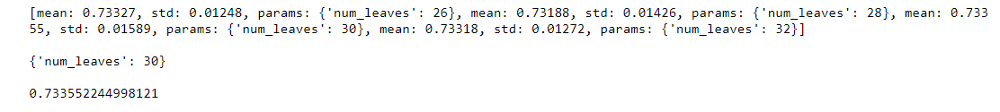 [mean: 0.73327, std: 0.01248, params: {'num_leaves': 26}, mean: 0.73188, std: 0.01426, params: {'num_leaves': 28}, mean: 0.733
55, std: 0.01589, params: {'num_leaves': 30}, mean: 0.73318, std: 0.01272, params: {'num_leaves': 32}]
{'num_leaves': 30}
0.733552244998121